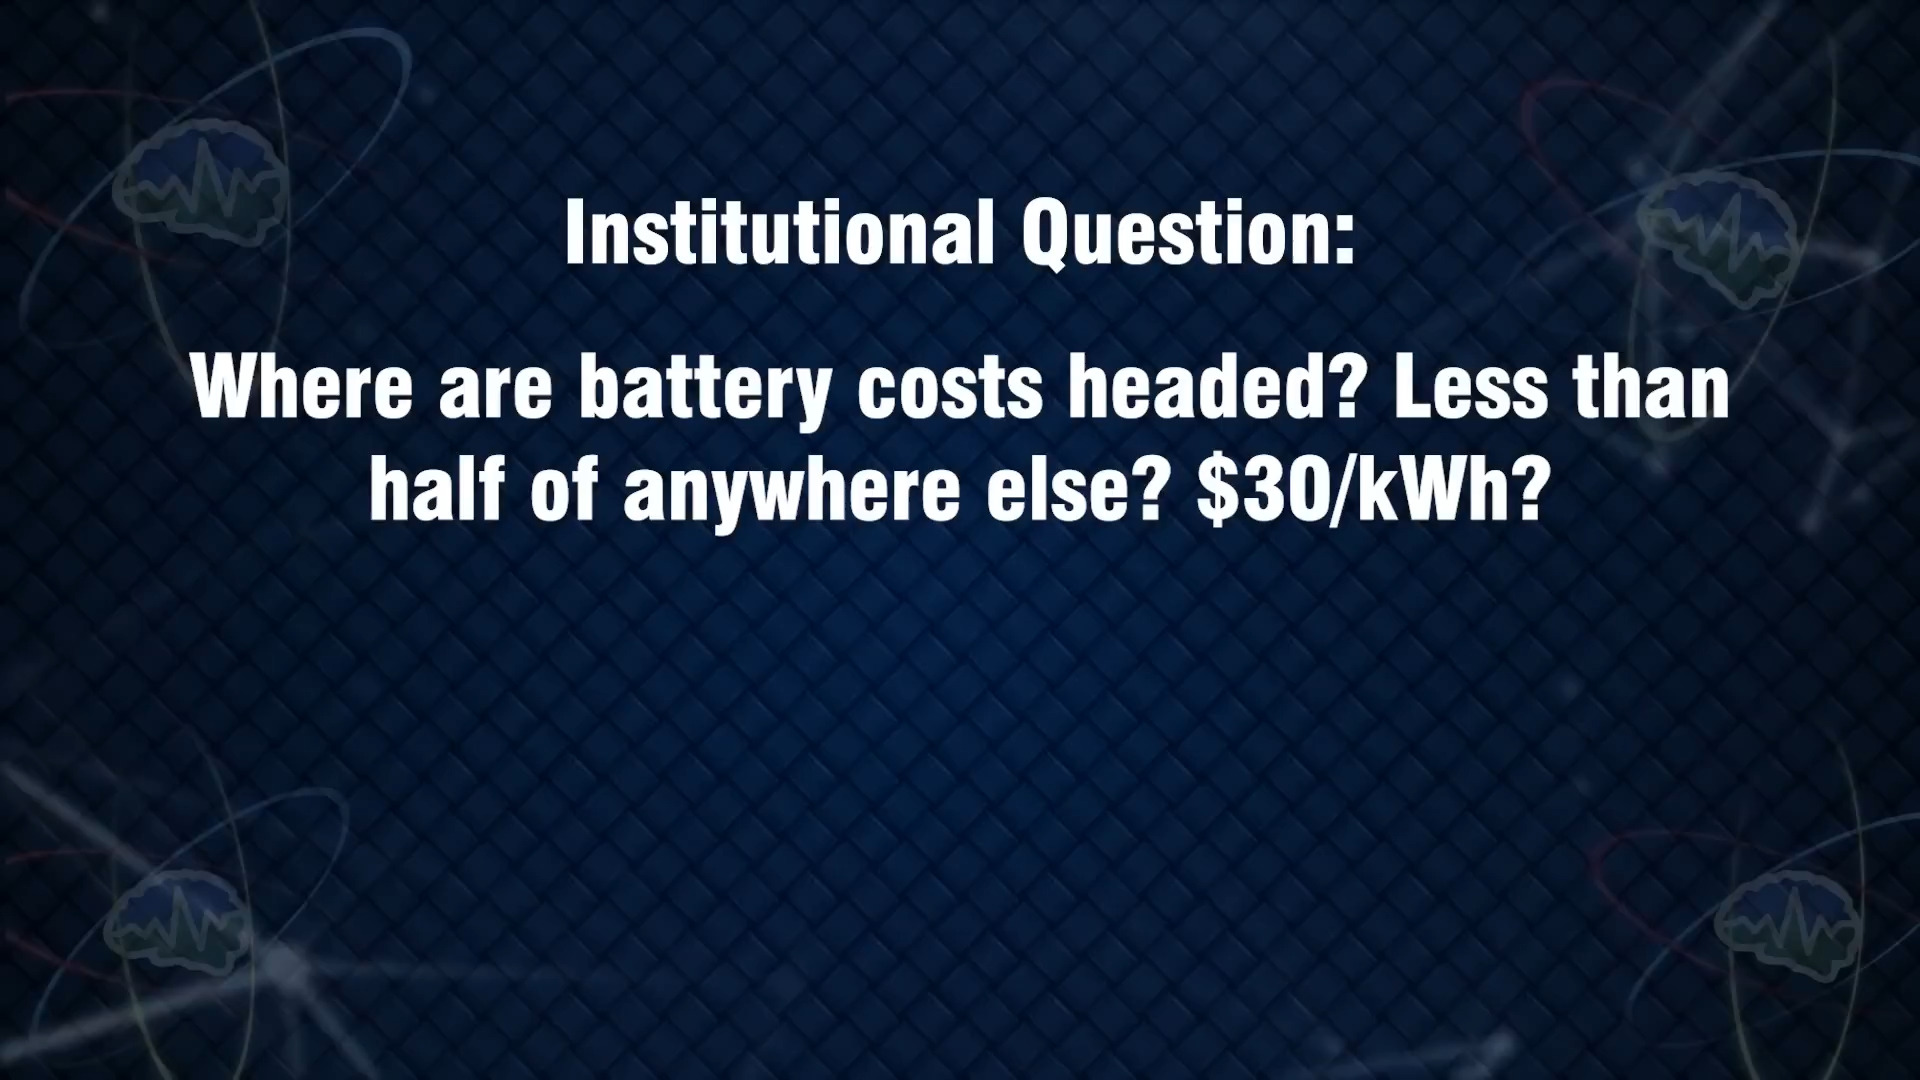 Institutional Question:
Where are battery costs headed? Less than
half of anywhere else? $30/kWh?